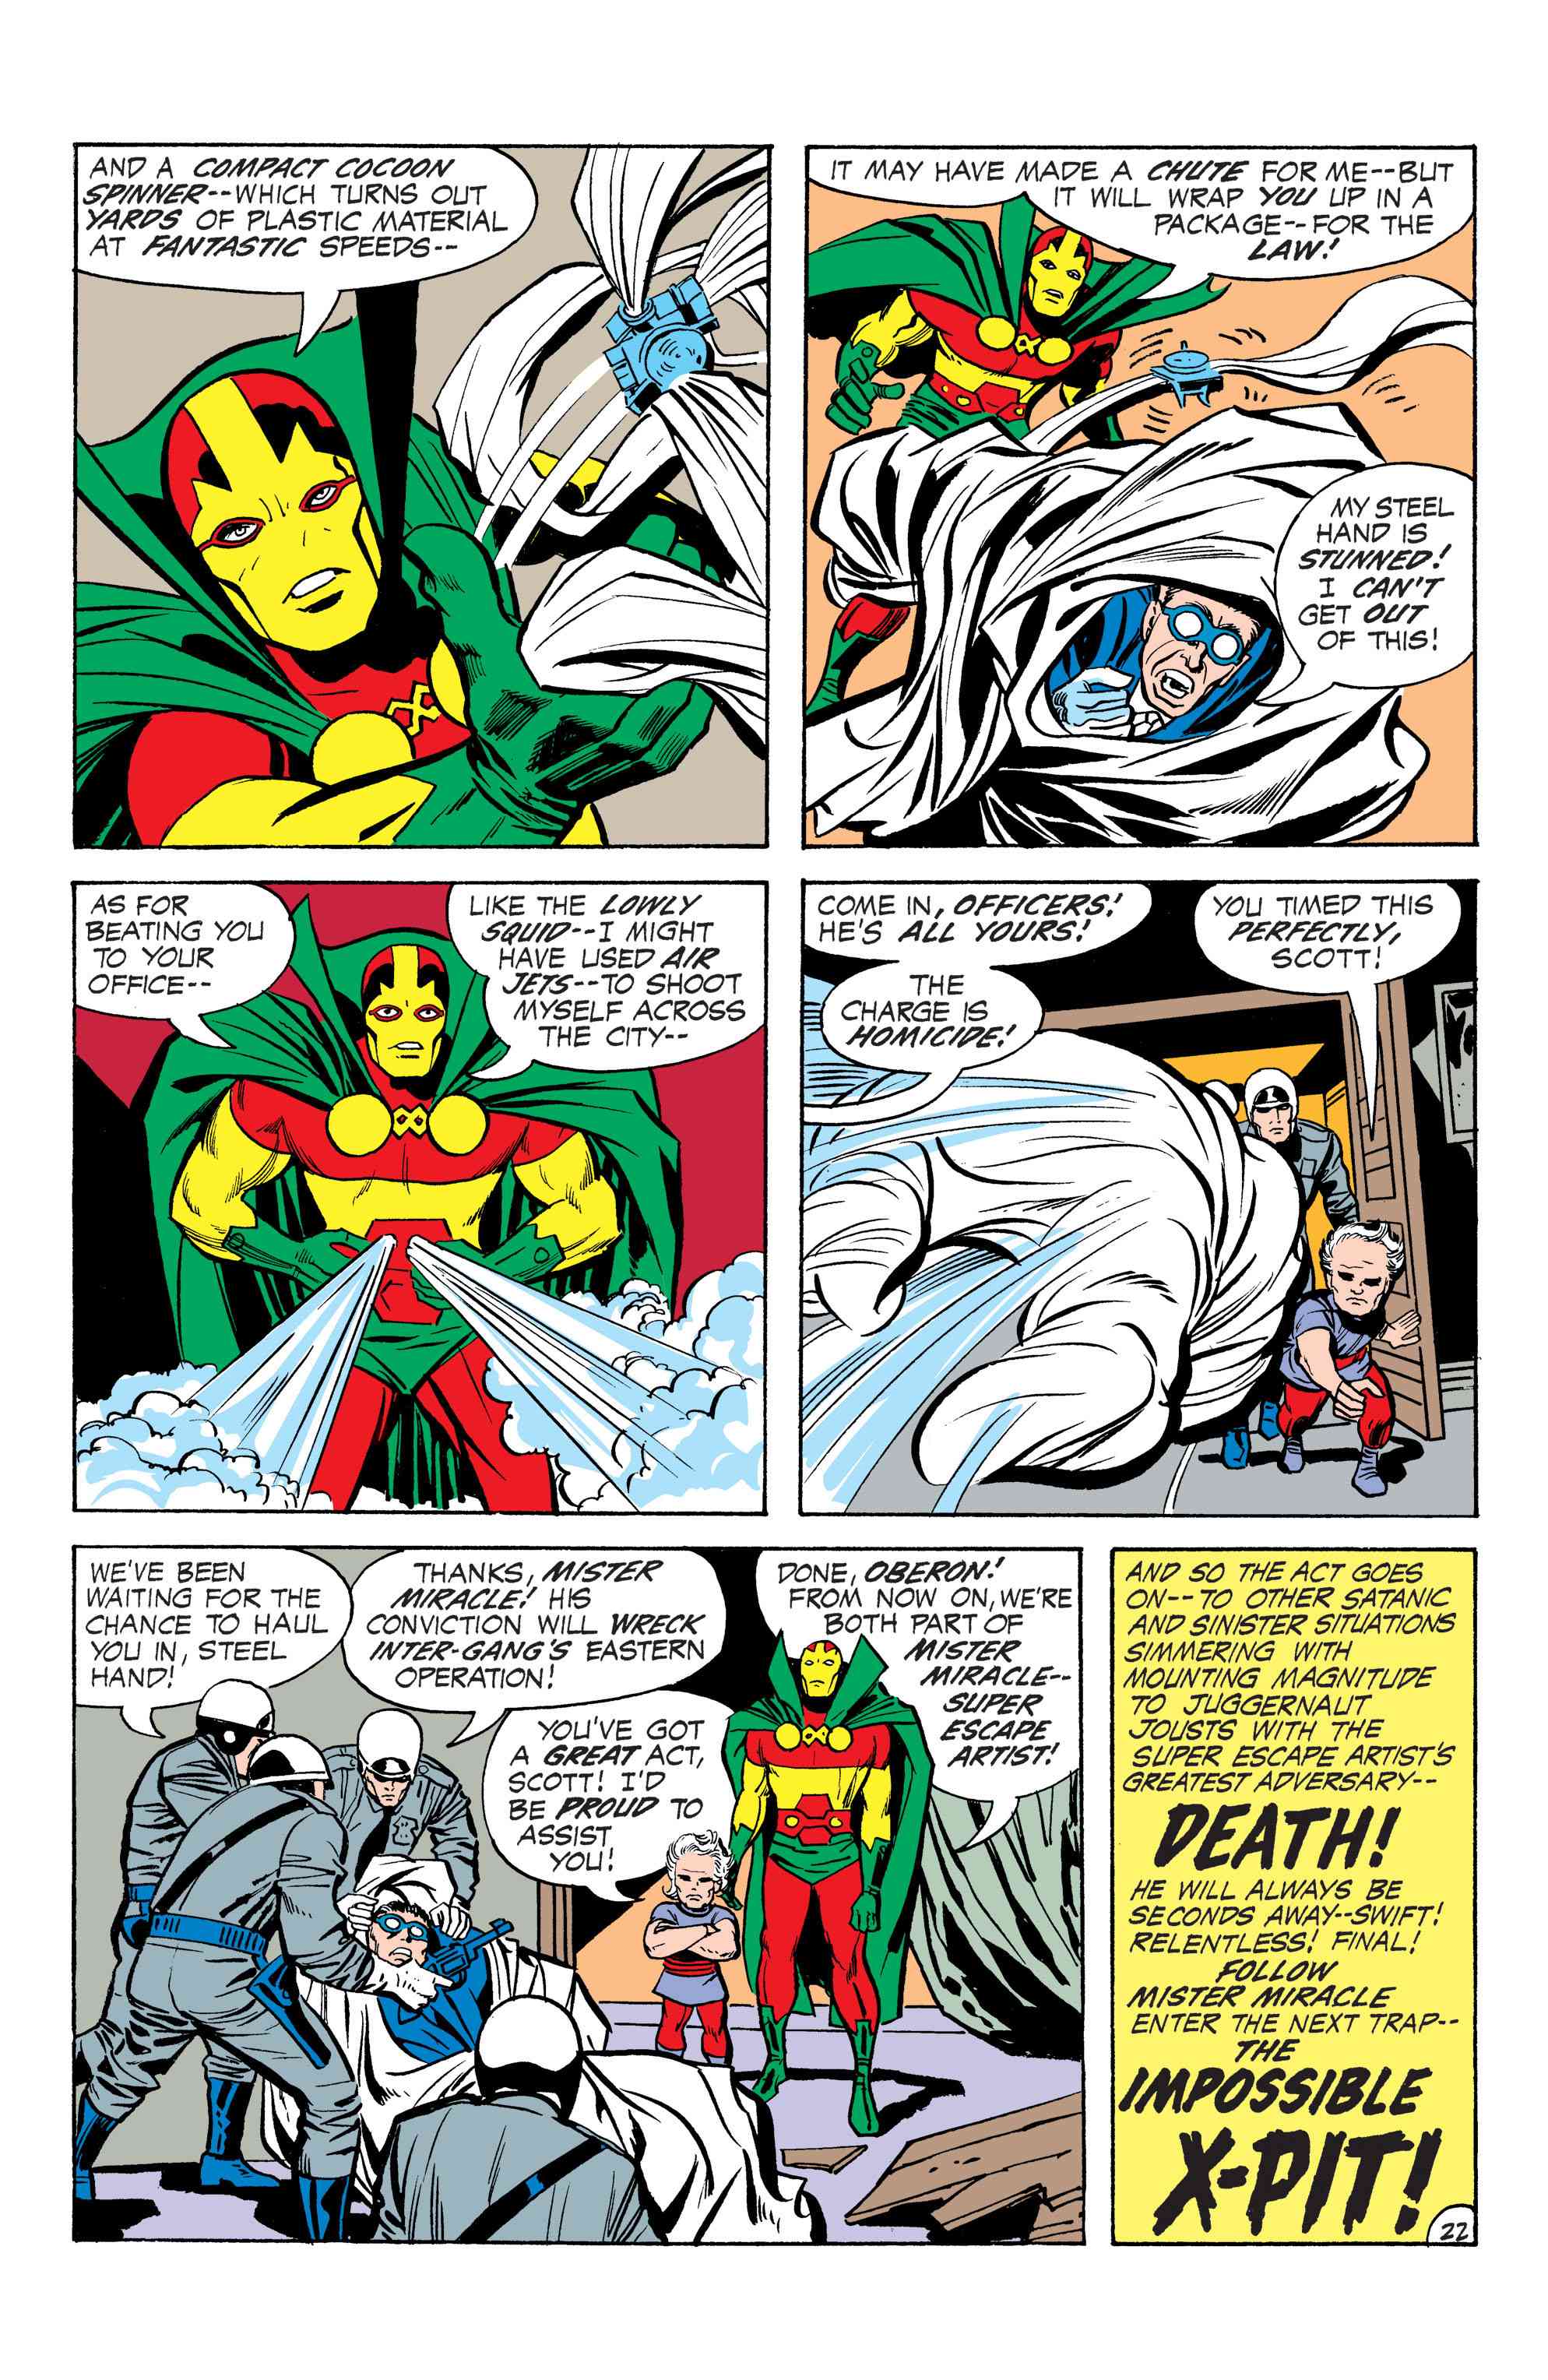 AND A COMPACT COCOON
SPINNER--WHICH TURNS OUT
YARDS OF PLASTIC MATERIAL
AT FANTASTIC SPEEDS--
IT MAY HAVE MADE A CHUTE FOR ME--BUT
IT WILL WRAP YOU UP IN A
PACKAGE--FOR THE
LAW!
MY STEEL
HAND IS
STUNNED!
I CAN'T
GET OUT
OF THIS!
AS FOR
BEATING YOU
TO YOUR
OFFICE--
LIKE THE LOWLY
SQUID--I MIGHT
HAVE USED AIR
JETS--TO SHOOT
MYSELF ACROSS
THE CITY--
COME IN, OFFICERS!
HE'S ALL YOURS!
THE
CHARGE IS
HOMICIDE!
YOU TIMED THIS
PERFECTLY,
SCOTT!
WE'VE BEEN
WAITING FOR THE
CHANCE TO HAUL
YOU IN, STEEL
HAND!
THANKS, MISTER
MIRACLE! HIS
CONVICTION WILL WRECK
INTER-GANG'S EASTERN
OPERATION!
YOU'VE GOT
A GREAT ACT,
SCOTT! I'D
BE PROUD TO
ASSIST
YOU!
DONE, OBERON!
FROM NOW ON, WE'RE
BOTH PART OF
MISTER
MIRACLE--
SUPER
ESCAPE
ARTIST!
AND SO THE ACT GOES
ON--TO OTHER SATANIC
AND SINISTER SITUATIONS
SIMMERING WITH
MOUNTING MAGNITUDE
TO JUGGERNAUT
JOUSTS WITH THE
SUPER ESCAPE ARTIST'S
GREATEST ADVERSARY--
DEATH!
HE WILL ALWAYS BE
SECONDS AWAY--SWIFT!
RELENTLESS! FINAL!
FOLLOW
MISTER MIRACLE
ENTER THE NEXT TRAP--
THE
IMPOSSIBLE
X-PIT!
22